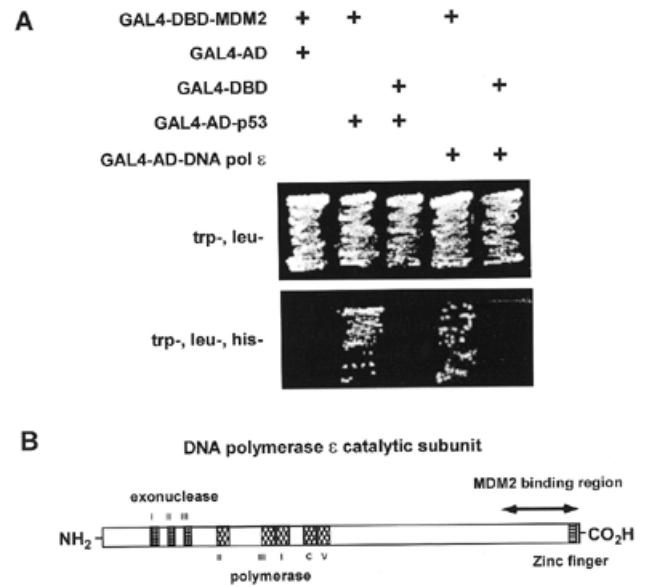 A
GAL4-DBD-MDM2 + + +
GAL4-AD +
GAL4-DBD + +
GAL4-AD-p53 + +
GAL4-AD-DNA pol ε + +
trp-, leu-
trp-, leu-, his-
B
DNA polymerase ε catalytic subunit
MDM2 binding region
exonuclease
I II III
NH₂
CO₂H
II III I C V
Zinc finger
polymerase